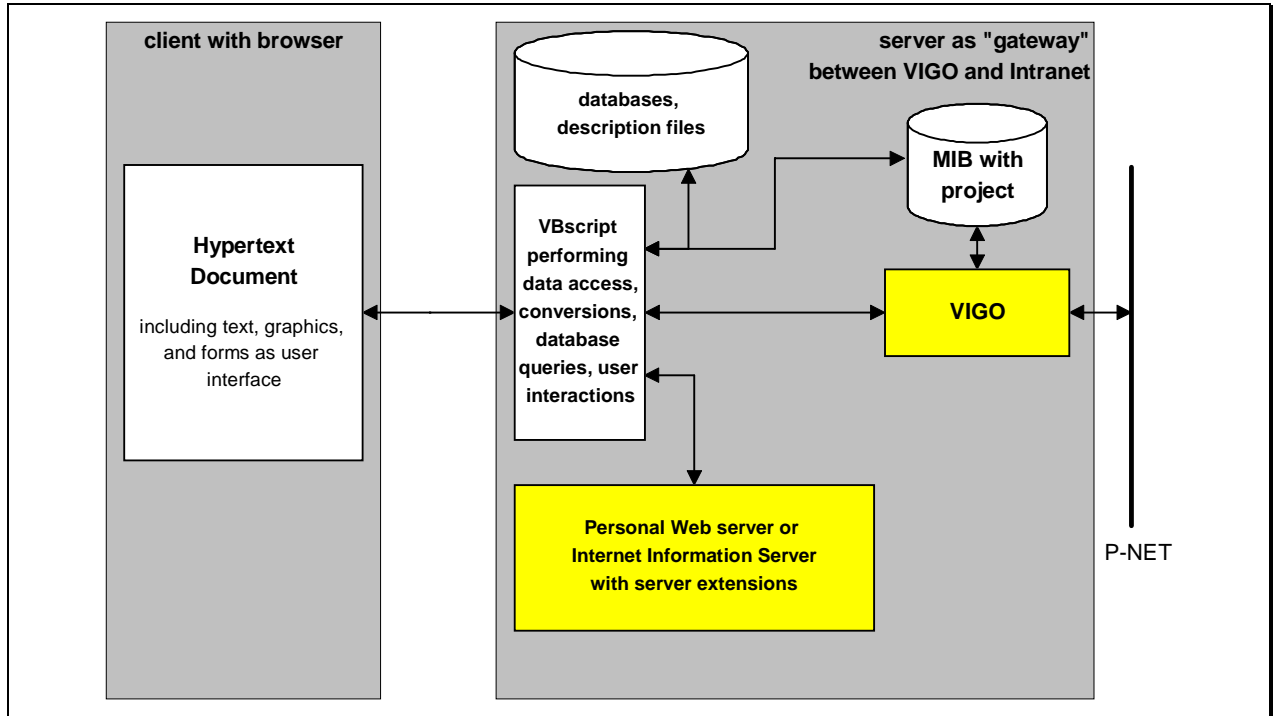 client with browser
Hypertext
Document
including text, graphics,
and forms as user
interface
server as "gateway"
between VIGO and Intranet
databases,
description files
MIB with
project
VBscript
performing
data access,
conversions,
database
queries, user
interactions
VIGO
Personal Web server or
Internet Information Server
with server extensions
P-NET